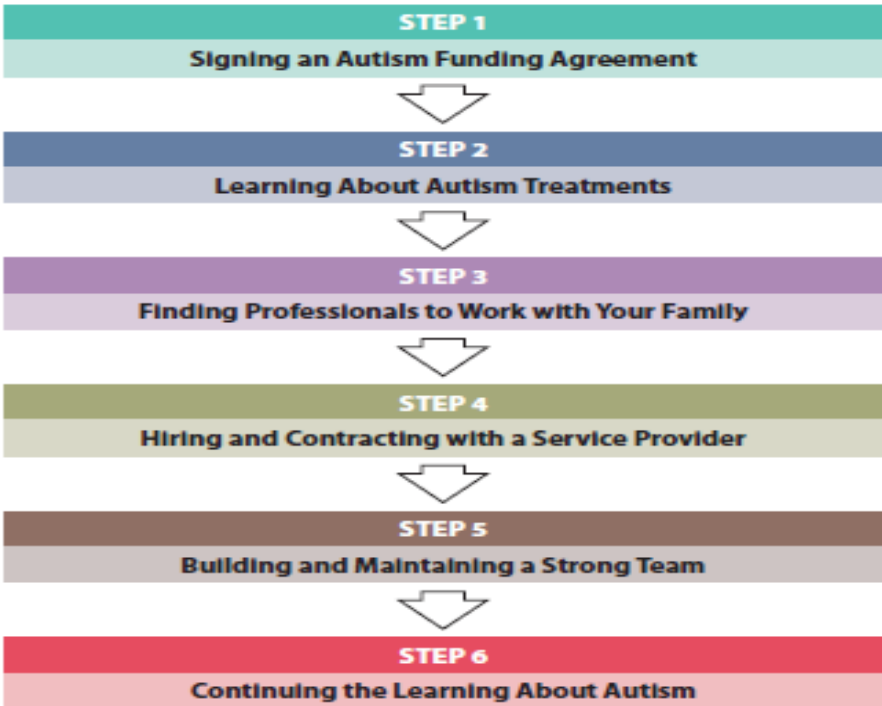 STEP 1
Signing an Autism Funding Agreement
STEP 2
Learning About Autism Treatments
STEP 3
Finding Professionals to Work with Your Family
STEP 4
Hiring and Contracting with a Service Provider
STEP 5
Building and Maintaining a Strong Team
STEP 6
Continuing the Learning About Autism